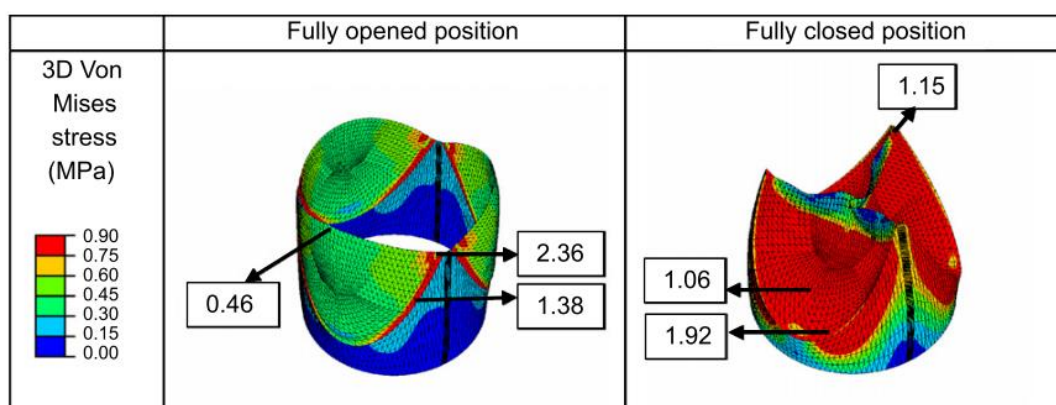 Fully opened position
Fully closed position
3D Von
Mises
stress
(MPa)
0.90
0.75
0.60
0.45
0.30
0.15
0.00
0.46
2.36
1.38
1.15
1.06
1.92